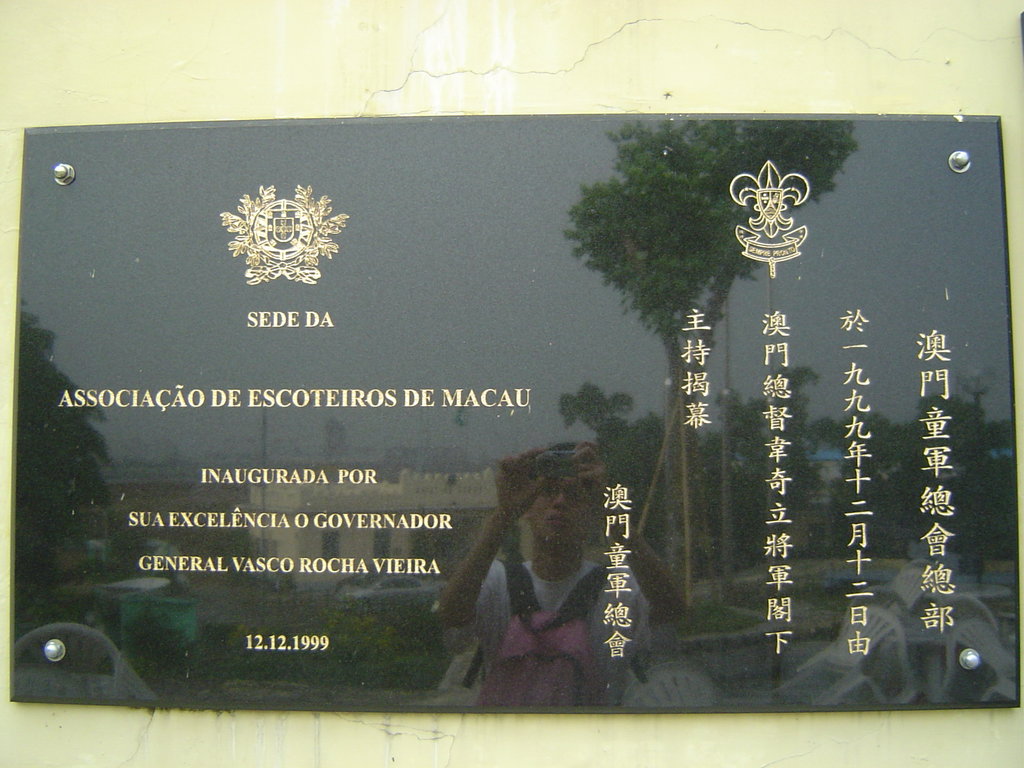 SEDE DA
ASSOCIAÇÃO DE ESCOTEIROS DE MACAU
INAUGURADA POR
SUA EXCELÊNCIA O GOVERNADOR
GENERAL VASCO ROCHA VIEIRA
12.12.1999
SEMPRE PRONTO
澳門童軍總會總部
於一九九九年十二月十二日由
澳門總督韋奇立將軍閣下
主持揭幕
澳門童軍總會